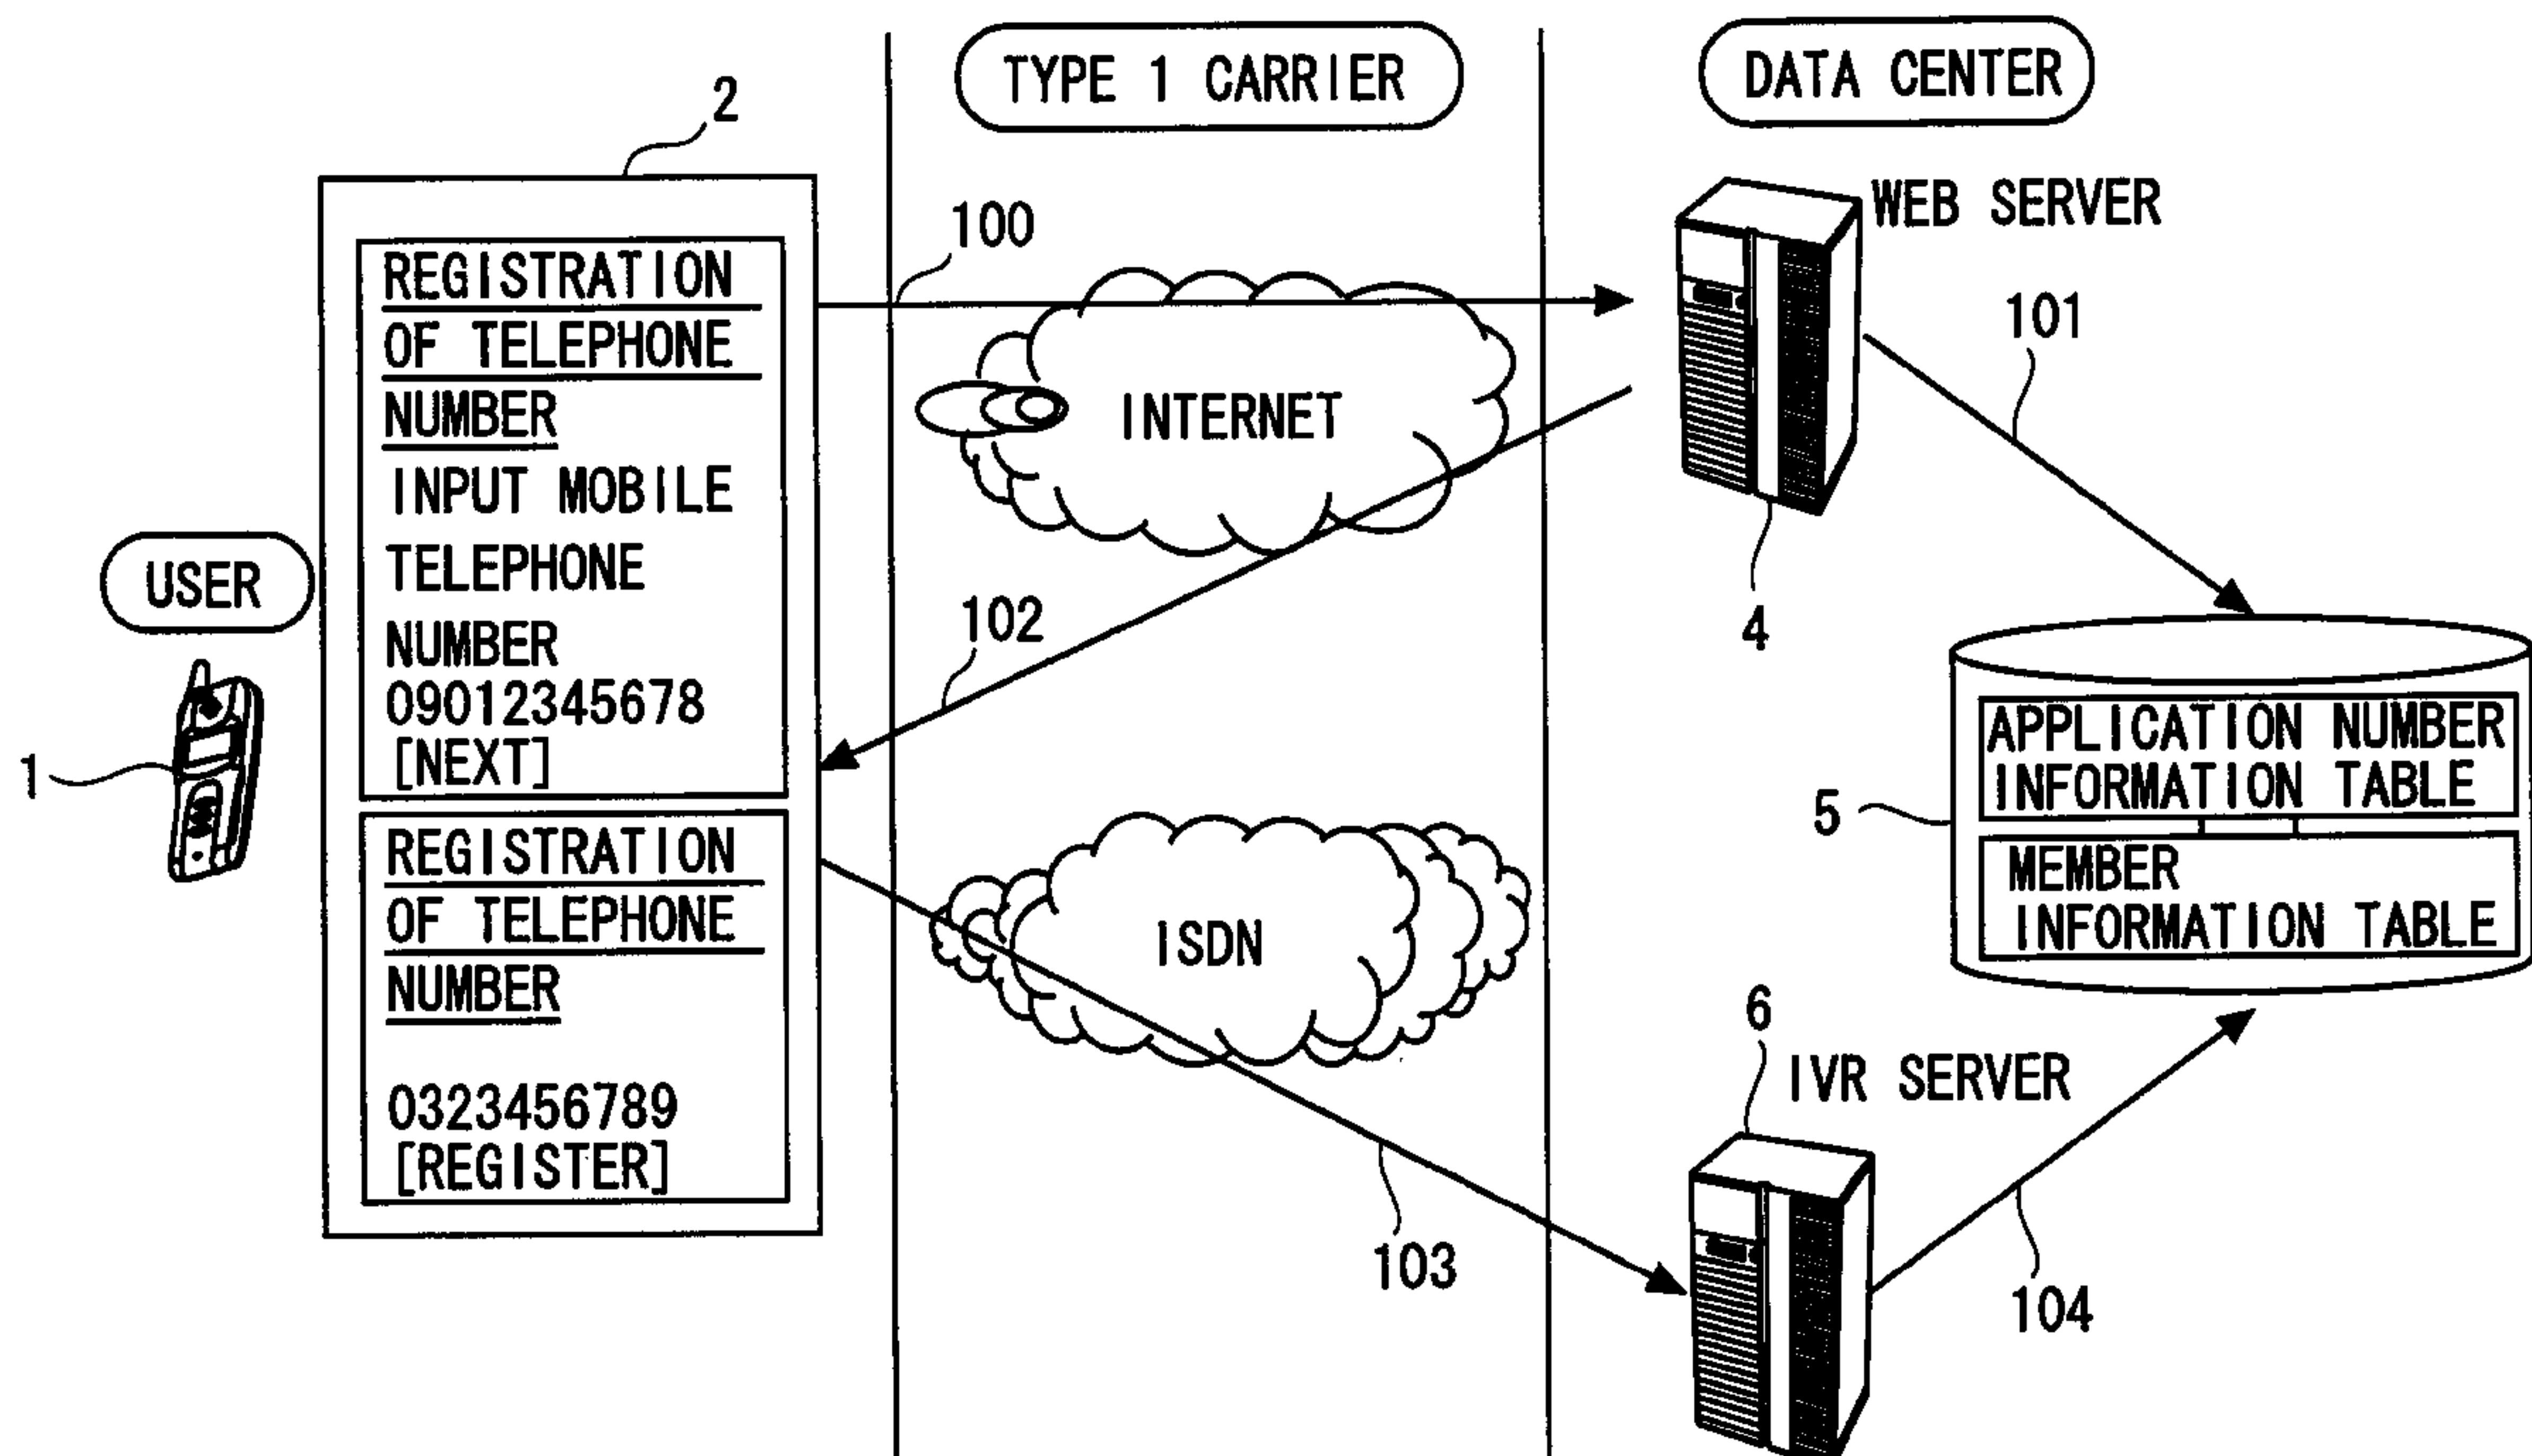 TYPE 1 CARRIER
DATA CENTER
2
WEB SERVER
100
REGISTRATION
OF TELEPHONE
NUMBER
INPUT MOBILE
TELEPHONE
NUMBER
09012345678
[NEXT]
INTERNET
101
4
USER
1
102
APPLICATION NUMBER
INFORMATION TABLE
MEMBER
INFORMATION TABLE
5
REGISTRATION
OF TELEPHONE
NUMBER
0323456789
[REGISTER]
ISDN
6
IVR SERVER
103
104